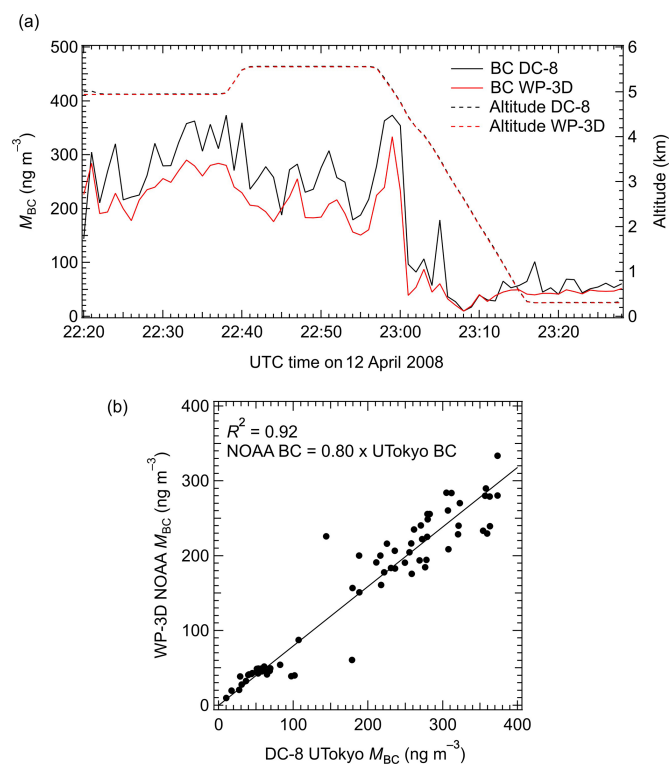 (a)
500
400
300
200
100
0
M_BC (ng m⁻³)
BC DC-8
BC WP-3D
Altitude DC-8
Altitude WP-3D
6
5
4
3
2
1
0
Altitude (km)
22:20 22:30 22:40 22:50 23:00 23:10 23:20
UTC time on 12 April 2008
(b)
400
300
200
100
0
WP-3D NOAA M_BC (ng m⁻³)
R² = 0.92
NOAA BC = 0.80 x UTokyo BC
0 100 200 300 400
DC-8 UTokyo M_BC (ng m⁻³)